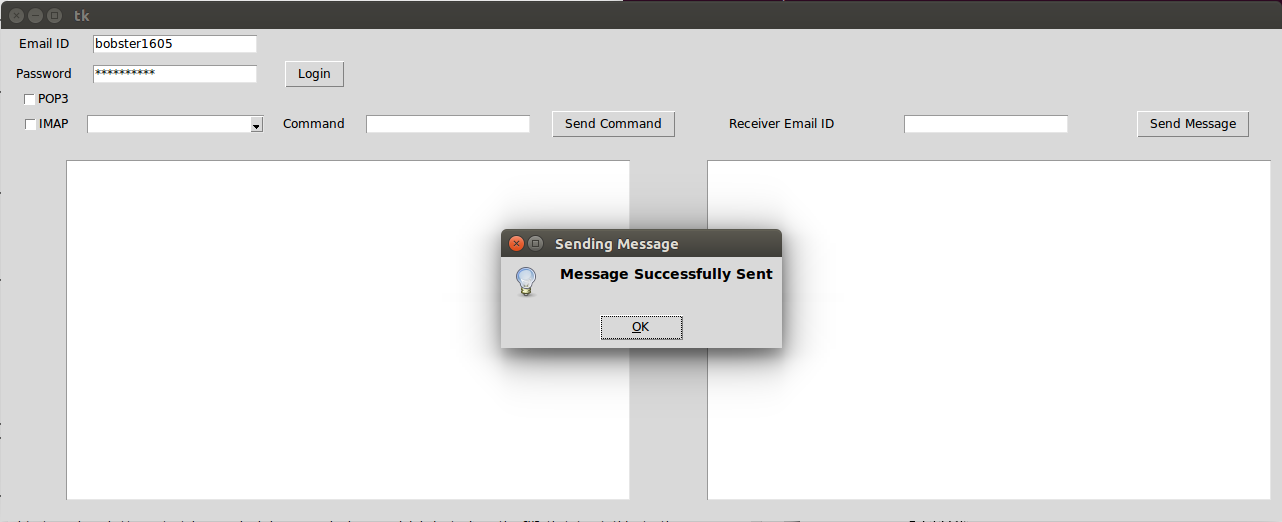 tk
Email ID bobster1605
Password ********** Login
POP3
IMAP Command Send Command Receiver Email ID Send Message
Sending Message
Message Successfully Sent
OK